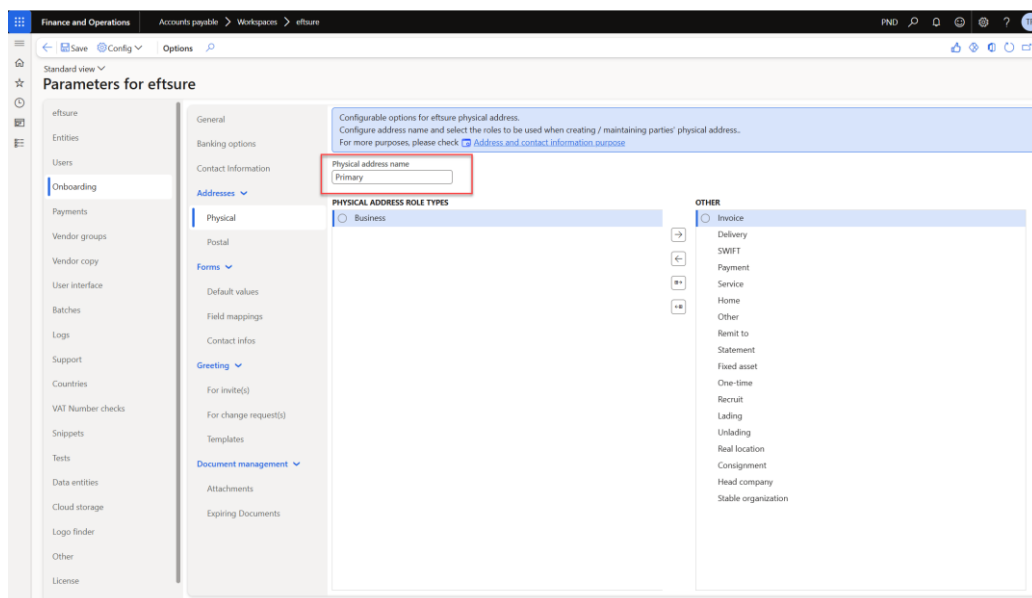 Finance and Operations Accounts payable Workspaces eftsure PND ?
Save Config Options
Standard view
Parameters for eftsure
eftsure
Entities
Users
Onboarding
Payments
Vendor groups
Vendor copy
User interface
Batches
Logs
Support
Countries
VAT Number checks
Snippets
Tests
Data entities
Cloud storage
Logo finder
Other
License
General
Banking options
Contact Information
Addresses
Physical
Postal
Forms
Default values
Field mappings
Contact infos
Greeting
For invite(s)
For change request(s)
Templates
Document management
Attachments
Expiring Documents
Configurable options for eftsure physical address.
Configure address name and select the roles to be used when creating / maintaining parties' physical address..
For more purposes, please check Address and contact information purpose
Physical address name
Primary
PHYSICAL ADDRESS ROLE TYPES
Business
OTHER
Invoice
Delivery
SWIFT
Payment
Service
Home
Other
Remit to
Statement
Fixed asset
One-time
Recruit
Lading
Unlading
Real location
Consignment
Head company
Stable organization